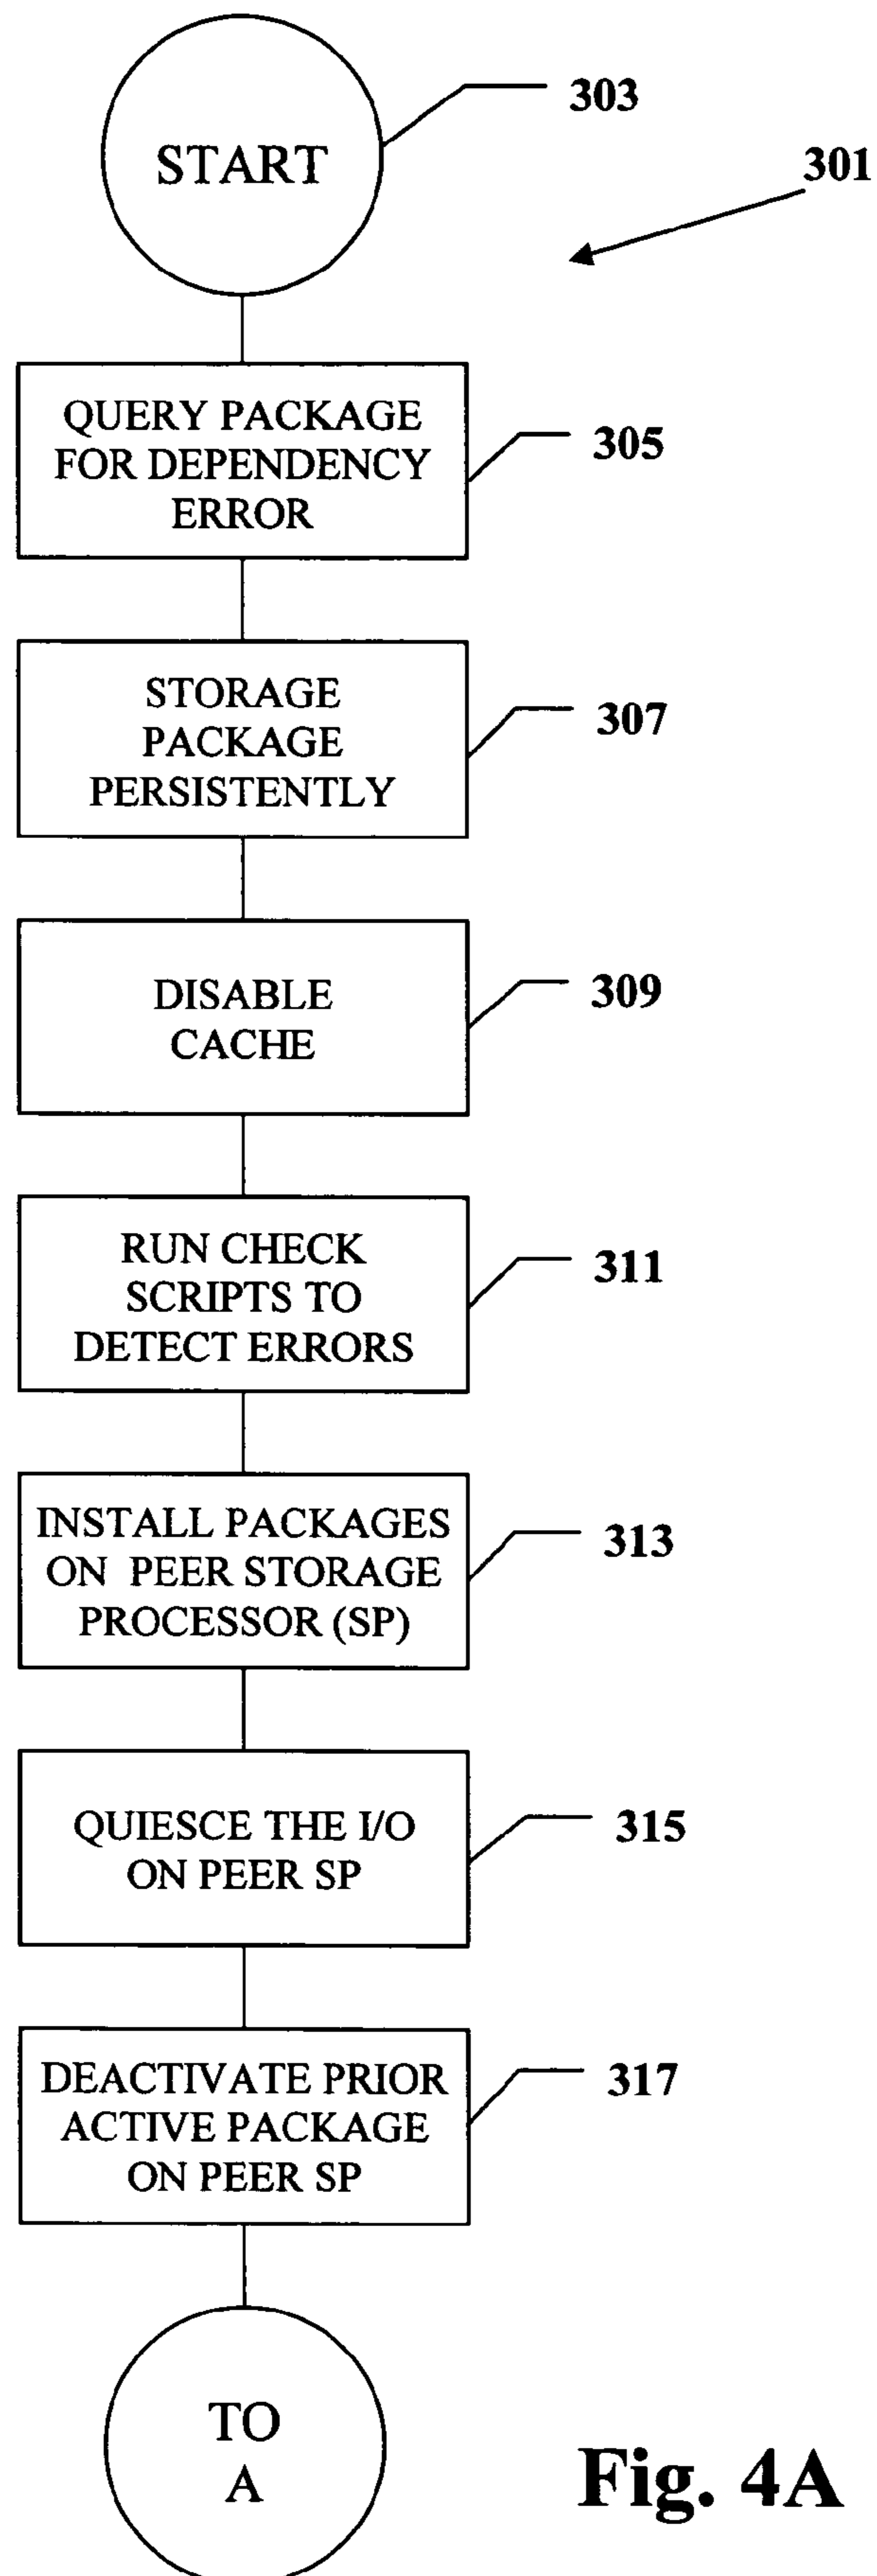 START
303
301
QUERY PACKAGE
FOR DEPENDENCY
ERROR
305
STORAGE
PACKAGE
PERSISTENTLY
307
DISABLE
CACHE
309
RUN CHECK
SCRIPTS TO
DETECT ERRORS
311
INSTALL PACKAGES
ON PEER STORAGE
PROCESSOR (SP)
313
QUIESCE THE I/O
ON PEER SP
315
DEACTIVATE PRIOR
ACTIVE PACKAGE
ON PEER SP
317
TO
A
Fig. 4A